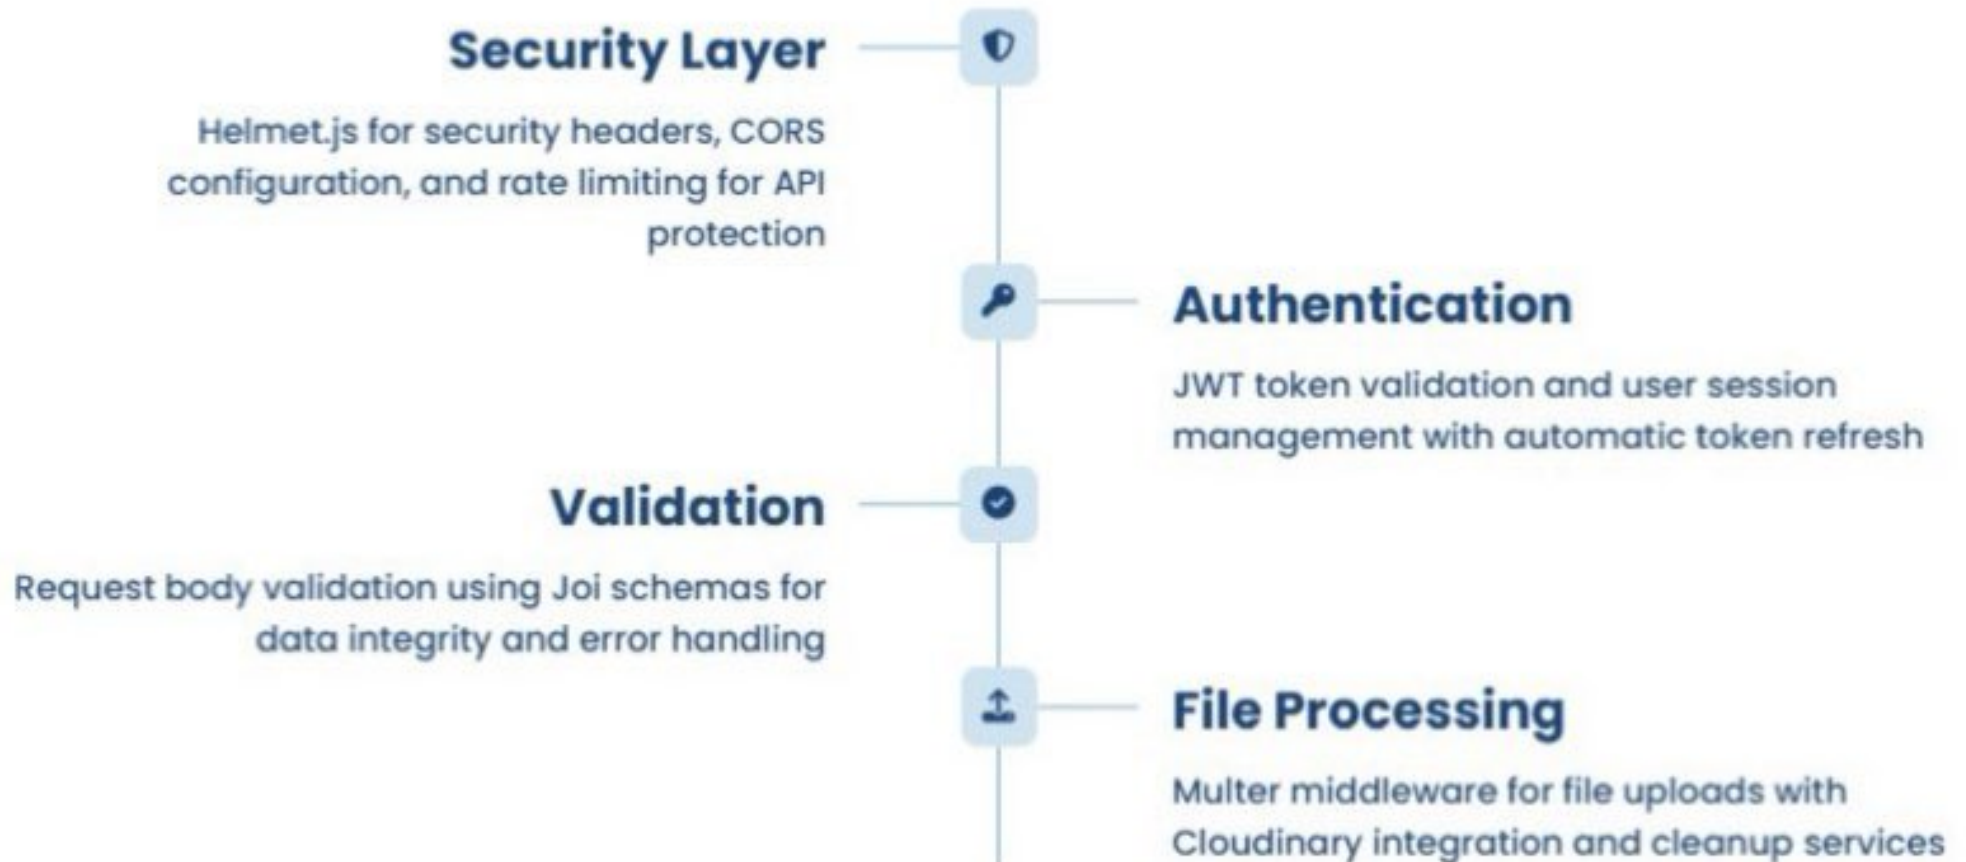 Security Layer
Helmet.js for security headers, CORS
configuration, and rate limiting for API
protection
Authentication
JWT token validation and user session
management with automatic token refresh
Validation
Request body validation using Joi schemas for
data integrity and error handling
File Processing
Multer middleware for file uploads with
Cloudinary integration and cleanup services